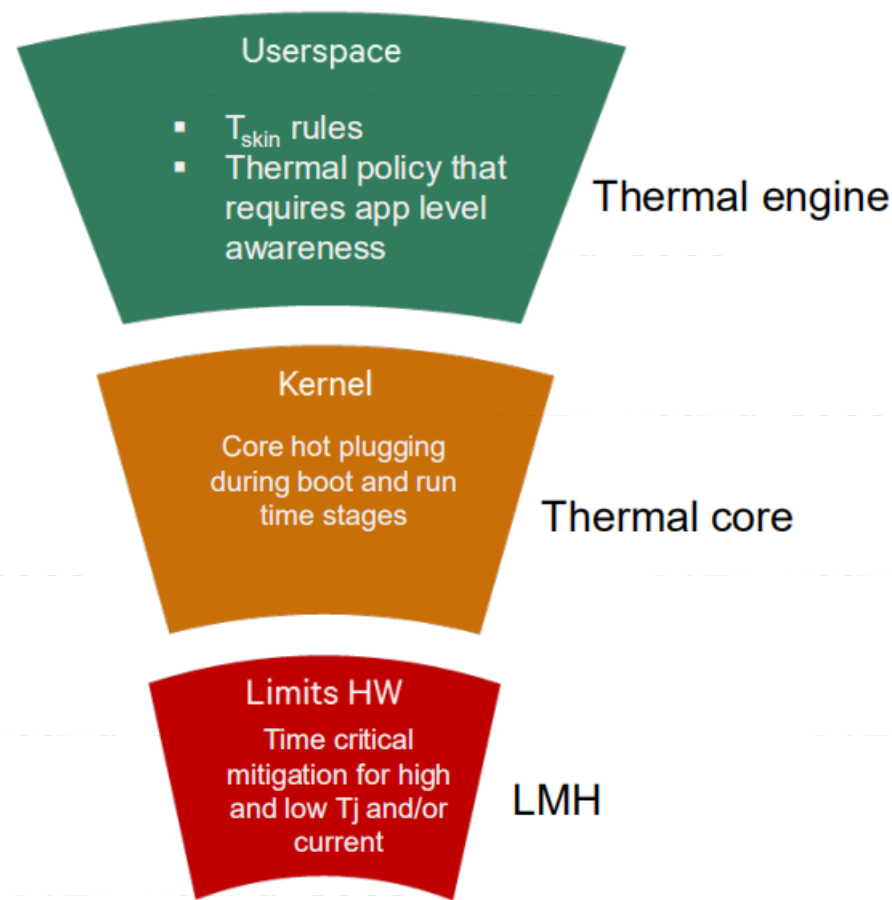 Userspace
▪ Tskin rules
▪ Thermal policy that
requires app level
awareness
Thermal engine
Kernel
Core hot plugging
during boot and run
time stages
Thermal core
Limits HW
Time critical
mitigation for high
and low Tj and/or
current
LMH